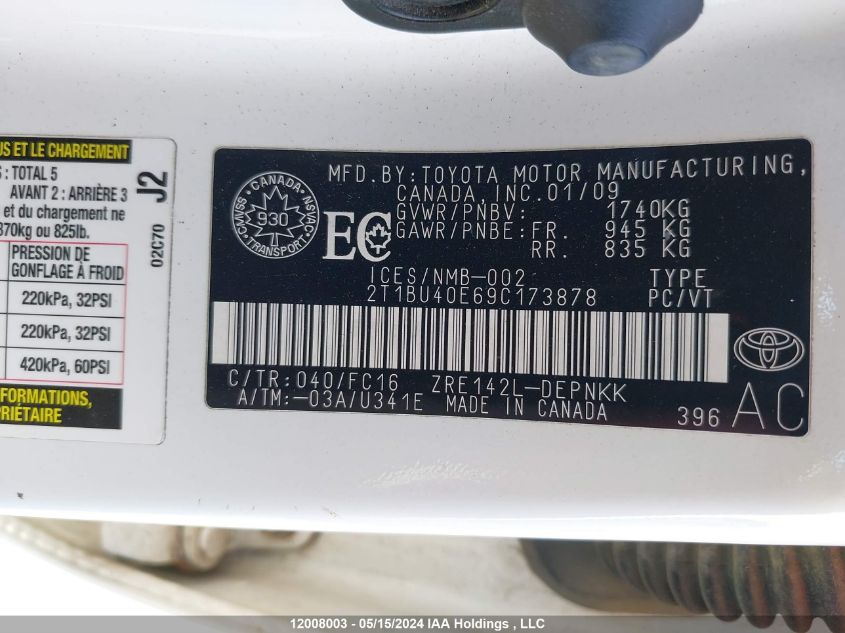 US ET LE CHARGEMENT
S : TOTAL 5
AVANT 2 : ARRIÈRE 3
et du chargement ne
370kg ou 825lb.
PRESSION DE
GONFLAGE À FROID
220kPa, 32PSI
220kPa, 32PSI
420kPa, 60PSI
D'INFORMATIONS,
PROPRIÉTAIRE
J2
02C70
MFD.BY:TOYOTA MOTOR MANUFACTURING,
CANADA,INC.01/09
GVWR/PNBV: 1740KG
GAWR/PNBE:FR. 945 KG
RR. 835 KG
CANADA
CMVSS
930
NSVAC
TRANSPORT
EC
ICES/NMB-002
TYPE
2T1BU40E69C173878
PC/VT
C/TR:040/FC16 ZRE142L-DEPNKK
A/TM:-03A/U341E MADE IN CANADA
396
AC
12008003 - 05/15/2024 IAA Holdings , LLC